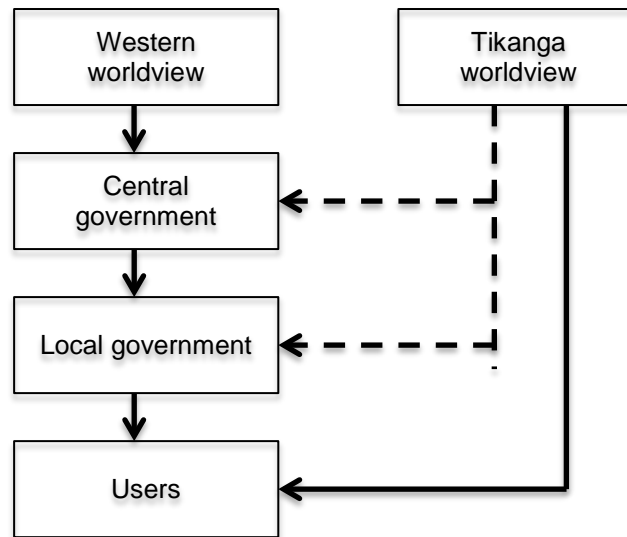 Western
worldview
Tikanga
worldview
Central
government
Local government
Users